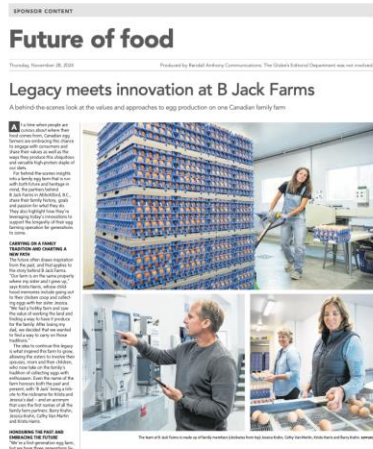 SPONSOR CONTENT
Future of food
Thursday, November 28, 2024
Produced by Randall Anthony Communications. The Globe's Editorial Department was not involved
Legacy meets innovation at B Jack Farms
A behind-the-scenes look at the values and approaches to egg production on one Canadian family farm
At a time when people are
curious about where their
food comes from, Canadian egg
farmers are embracing this chance
to engage with consumers and
share their values as well as the
ways they produce this ubiquitous
and versatile high-protein staple of
our diets.
For behind-the-scenes insights
into a family egg farm that is run
with both future and heritage in
mind, the partners behind
B Jack Farms in Abbotsford, B.C.,
share their family history, goals
and passion for what they do.
They also highlight how they're
leveraging today's innovations to
support the longevity of their egg
farming operation for generations
to come.
CARRYING ON A FAMILY
TRADITION AND CHARTING A
NEW PATH
The future often draws inspiration
from the past, and that applies to
the story behind B Jack Farms.
"Our farm is on the same property
where my sister and I grew up,"
says Krista Harris, whose child-
hood memories include going out
to their chicken coop and collect-
ing eggs with her sister Jessica.
"We had a hobby farm and saw
the value of working the land and
finding a way to have it produce
for the family. After losing my
dad, we decided that we wanted
to find a way to carry on those
traditions."
The idea to continue this legacy
is what inspired this farm to grow,
allowing the sisters to involve their
spouses, mom and their children,
who now take on the family's
tradition of collecting eggs with
enthusiasm. Even the name of the
farm honours both the past and
present, with 'B Jack' being a trib-
ute to the nickname for Krista and
Jessica's dad – and an acronym
that uses the first names of all the
family farm partners: Barry Krahn,
Jessica Krahn, Cathy Van Martin
and Krista Harris.
HONOURING THE PAST AND
EMBRACING THE FUTURE
"We're a first-generation egg farm,
but we have three generations
The team at B Jack Farms is made up of family members (clockwise from top) Jessica Krahn, Cathy Van Martin, Krista Harris and Barry Krahn.